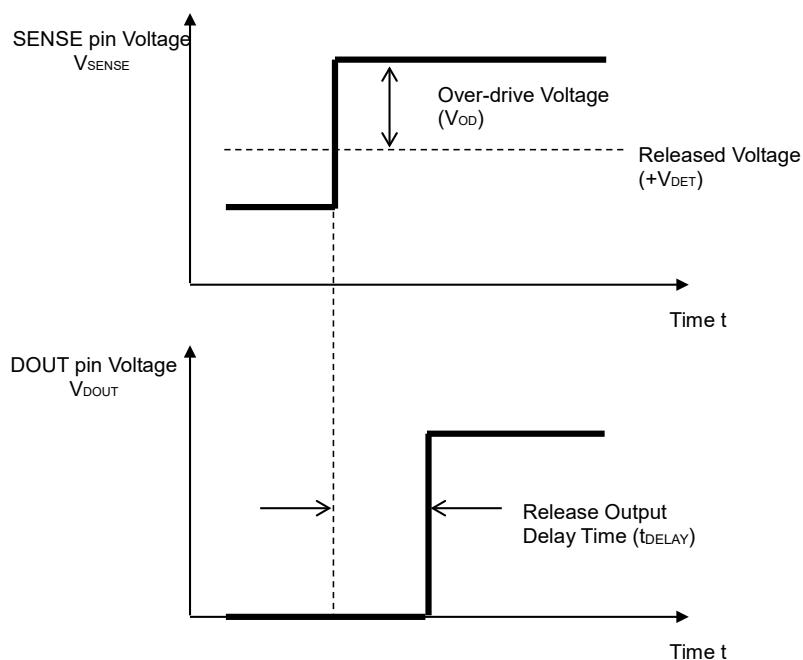 SENSE pin Voltage
VSENSE
Over-drive Voltage
(VOD)
Released Voltage
(+VDET)
Time t
DOUT pin Voltage
VDOUT
Release Output
Delay Time (tDELAY)
Time t